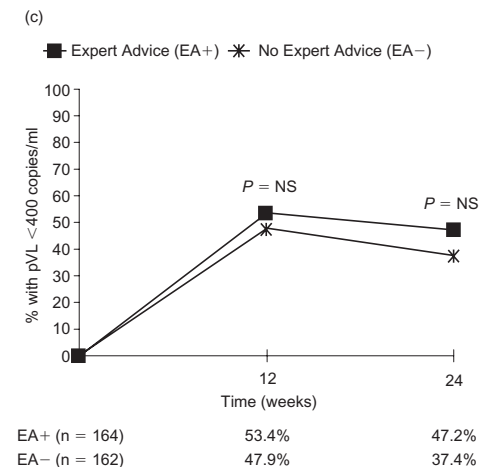 (c)
Expert Advice (EA+) No Expert Advice (EA−)
% with pVL <400 copies/ml
100
90
80
70
60
50
40
30
20
10
0
P = NS
P = NS
12 24
Time (weeks)
EA+ (n = 164) 53.4% 47.2%
EA− (n = 162) 47.9% 37.4%